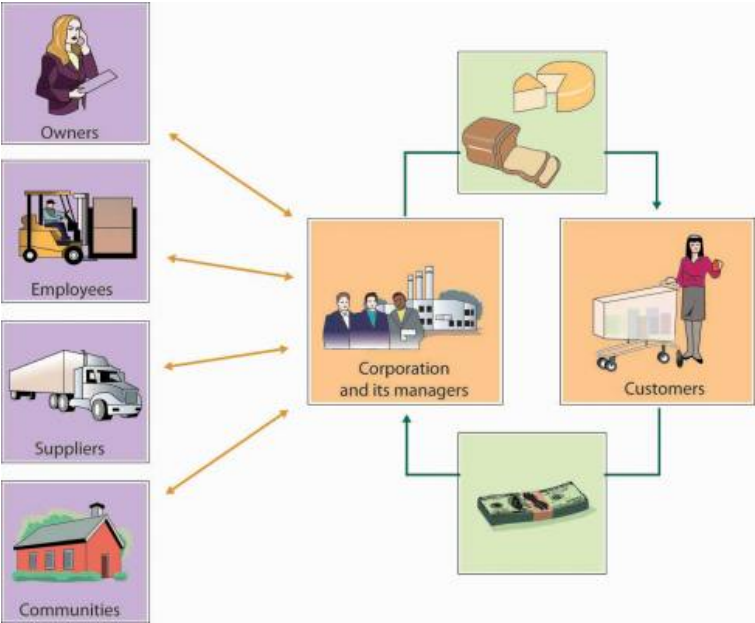 Owners
Employees
Suppliers
Communities
Corporation
and its managers
Customers